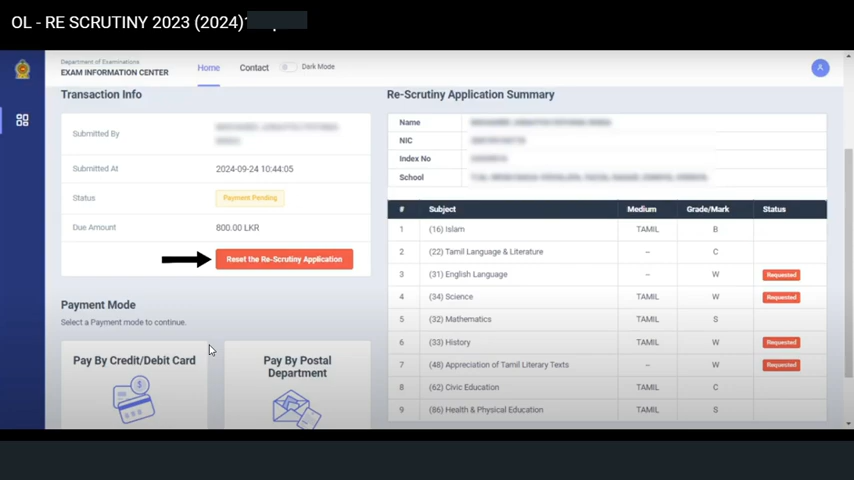 OL - RE SCRUTINY 2023 (2024)
Department of Examinations
EXAM INFORMATION CENTER
Home
Contact
Dark Mode
Transaction Info
Submitted By
Submitted At
2024-09-24 10:44:05
Status
Payment Pending
Due Amount
800.00 LKR
Reset the Re-Scrutiny Application
Payment Mode
Select a Payment mode to continue.
Pay By Credit/Debit Card
Pay By Postal
Department
Re-Scrutiny Application Summary
Name
NIC
Index No
School
# Subject Medium Grade/Mark Status
1 (16) Islam TAMIL B
2 (22) Tamil Language & Literature -- C
3 (31) English Language -- W Requested
4 (34) Science TAMIL W Requested
5 (32) Mathematics TAMIL S
6 (33) History TAMIL W Requested
7 (48) Appreciation of Tamil Literary Texts -- W Requested
8 (62) Civic Education TAMIL C
9 (86) Health & Physical Education TAMIL S